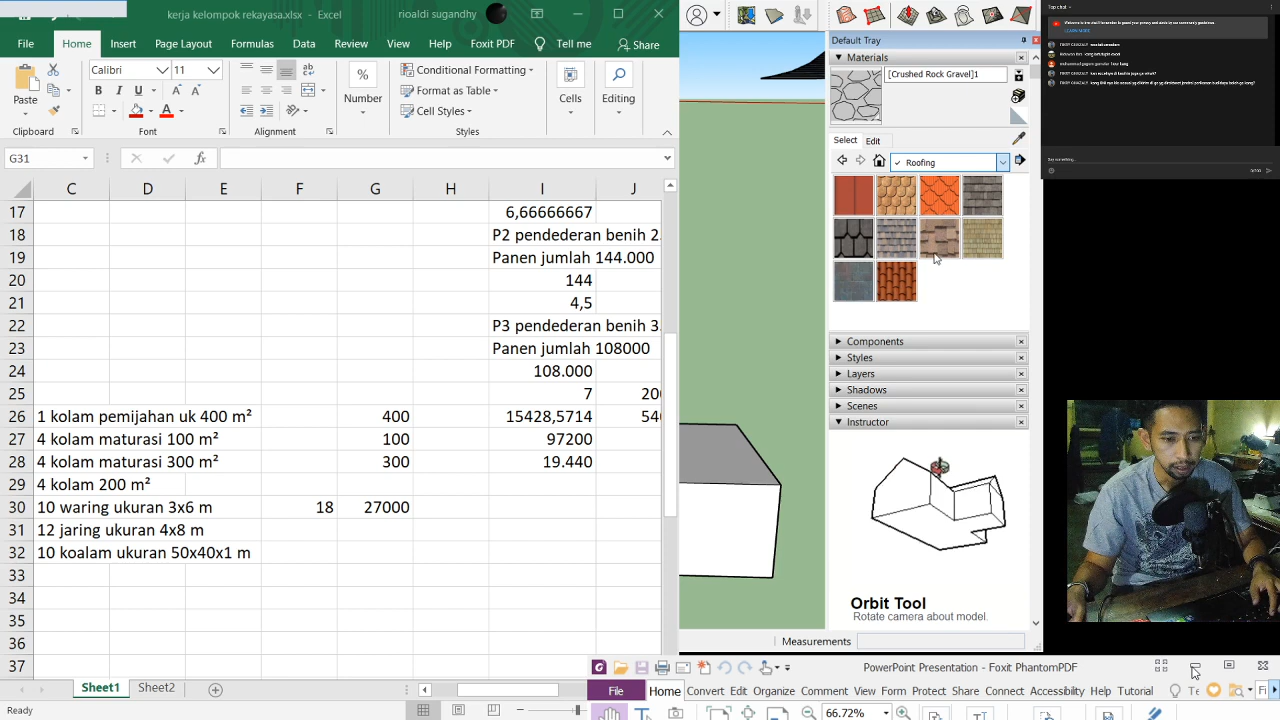 kerja kelompok rekayasa.xlsx - Excel
rioaldi sugandhy
File Home Insert Page Layout Formulas Data Review View Help Foxit PDF Tell me Share
Calibri 11
Paste
B I U
A
%
Number
Conditional Formatting
Format as Table
Cell Styles
Cells
Editing
Clipboard Font Alignment Styles
G31
fx
C D E F G H I J
17 6,66666667
18 P2 pendederan benih 2.
19 Panen jumlah 144.000
20 144
21 4,5
22 P3 pendederan benih 3.
23 Panen jumlah 108000
24 108.000
25 7 200
26 1 kolam pemijahan uk 400 m² 400 15428,5714 540
27 4 kolam maturasi 100 m² 100 97200
28 4 kolam maturasi 300 m² 300 19.440
29 4 kolam 200 m²
30 10 waring ukuran 3x6 m 18 27000
31 12 jaring ukuran 4x8 m
32 10 koalam ukuran 50x40x1 m
33
34
35
36
37
Sheet1 Sheet2
Ready
Default Tray
Materials
[Crushed Rock Gravel]1
Select Edit
Roofing
Components
Styles
Layers
Shadows
Scenes
Instructor
Orbit Tool
Rotate camera about model.
Measurements
PowerPoint Presentation - Foxit PhantomPDF
File Home Convert Edit Organize Comment View Form Protect Share Connect Accessibility Help Tutorial
66.72%
Top chat
LEARN MORE
Say something...